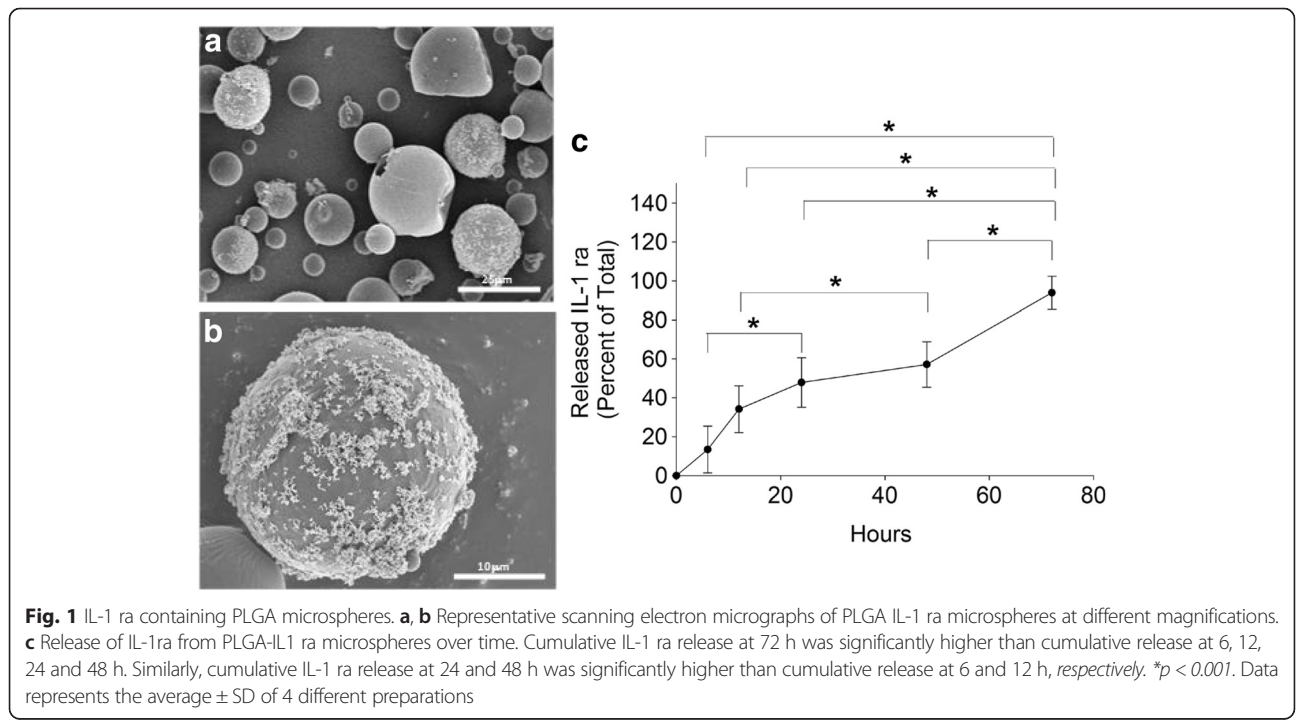 a
25µm
b
10µm
c
*
*
*
*
*
*
140
120
100
80
60
40
20
0
Released IL-1 ra
(Percent of Total)
0 20 40 60 80
Hours
Fig. 1 IL-1 ra containing PLGA microspheres. a, b Representative scanning electron micrographs of PLGA IL-1 ra microspheres at different magnifications.
c Release of IL-1ra from PLGA-IL1 ra microspheres over time. Cumulative IL-1 ra release at 72 h was significantly higher than cumulative release at 6, 12,
24 and 48 h. Similarly, cumulative IL-1 ra release at 24 and 48 h was significantly higher than cumulative release at 6 and 12 h, respectively. *p < 0.001. Data
represents the average ± SD of 4 different preparations